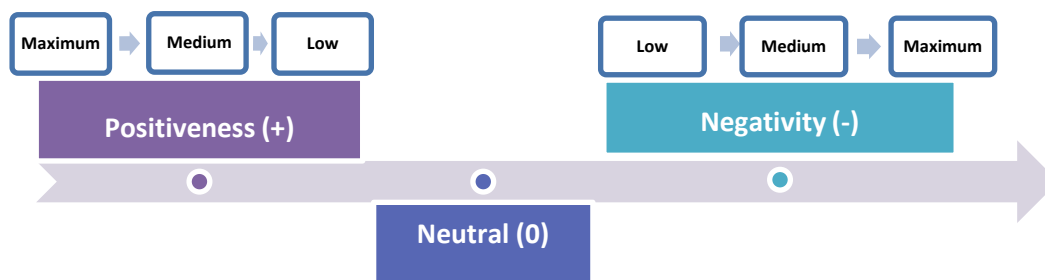 Maximum
Medium
Low
Low
Medium
Maximum
Positiveness (+)
Negativity (-)
Neutral (0)